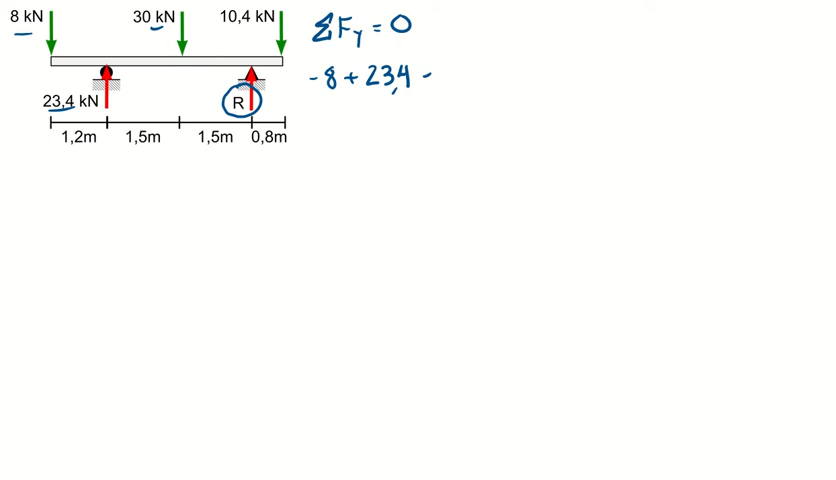 8 kN 30 kN 10,4 kN
23,4 kN R
1,2m 1,5m 1,5m 0,8m
ΣFy = 0
-8 + 23,4 -